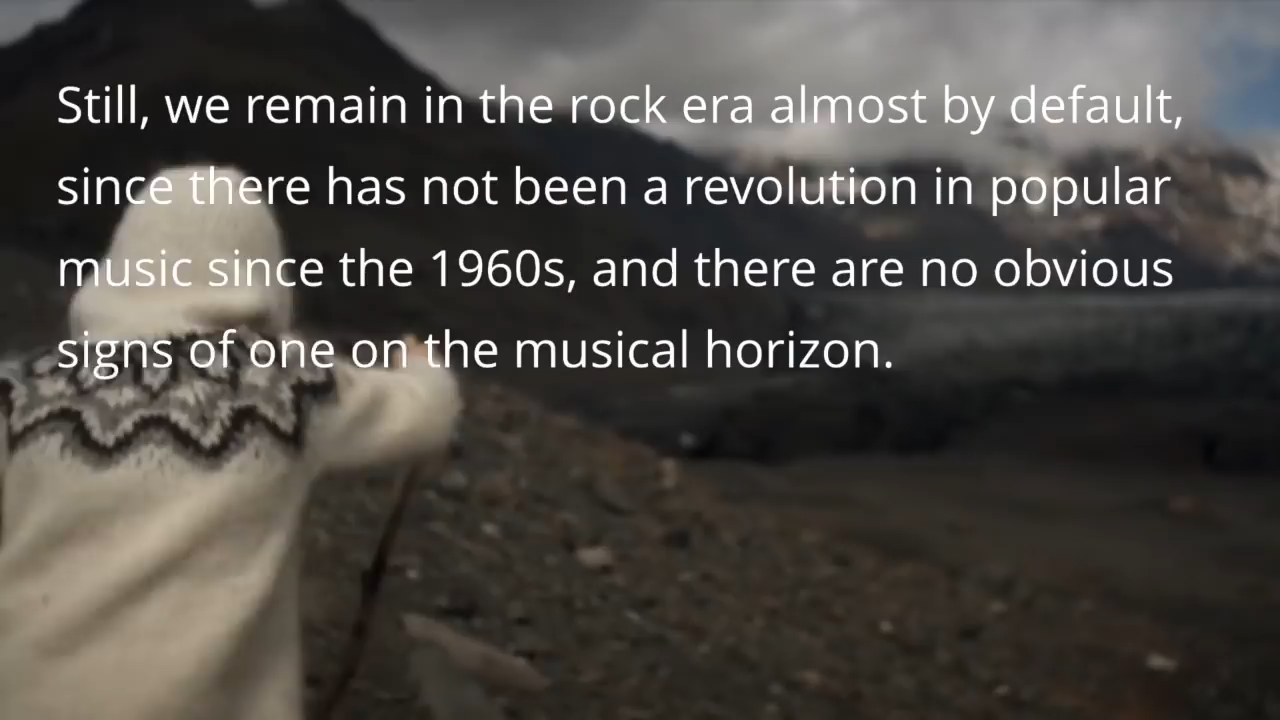 Still, we remain in the rock era almost by default,
since there has not been a revolution in popular
music since the 1960s, and there are no obvious
signs of one on the musical horizon.